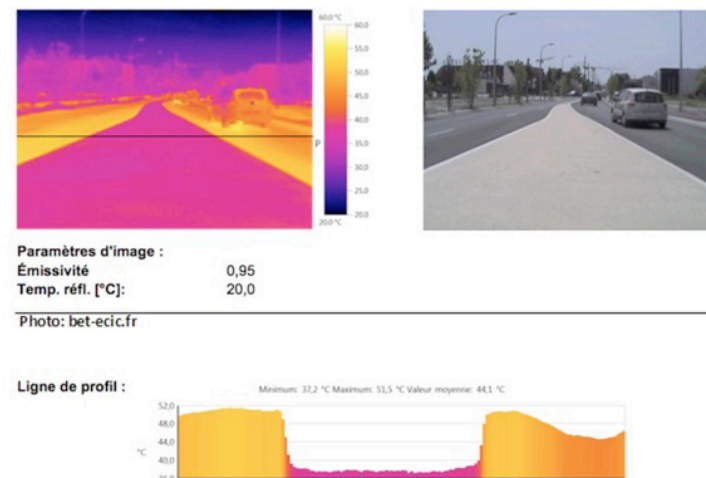 60,0 °C
60,0
55,0
50,0
45,0
40,0
35,0
30,0
25,0
20,0
20,0 °C
P
Paramètres d'image :
Émissivité 0,95
Temp. réfl. [°C]: 20,0
Photo: bet-ecic.fr
Ligne de profil :
Minimum: 37,2 °C Maximum: 51,5 °C Valeur moyenne: 44,1 °C
52,0
48,0
44,0
°C
40,0
36,0